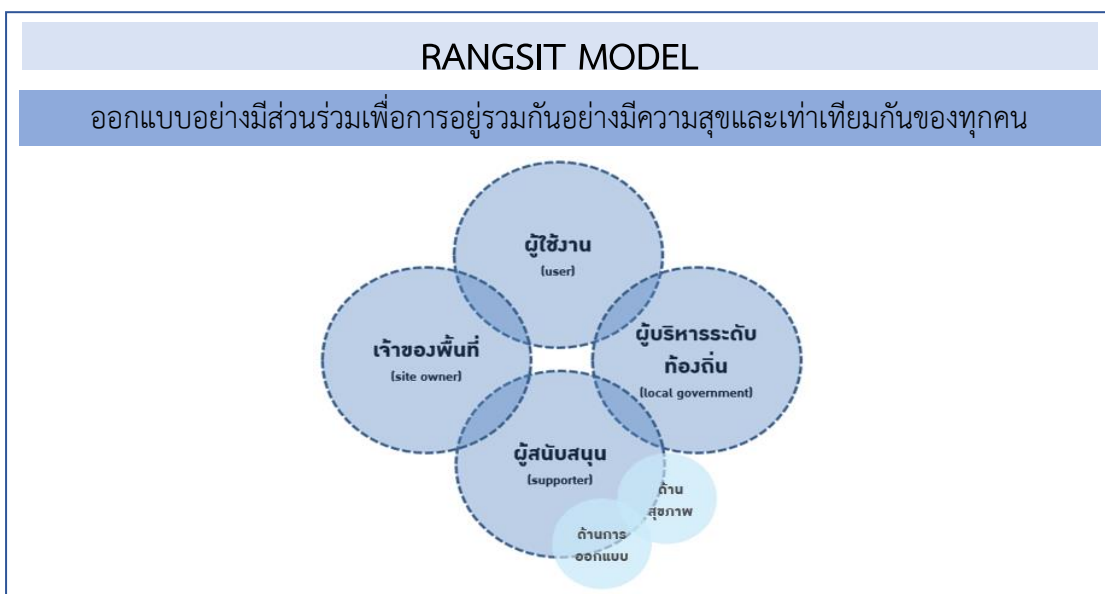 RANGSIT MODEL
ออกแบบอย่างมีส่วนร่วมเพื่อการอยู่รวมกันอย่างมีความสุขและเท่าเทียมกันของทุกคน
ผู้ใช้งาน
(user)
เจ้าของพื้นที่
(site owner)
ผู้บริหารระดับ
ท้องถิ่น
(local government)
ผู้สนับสนุน
(supporter)
ด้าน
สุขภาพ
ด้านการ
ออกแบบ